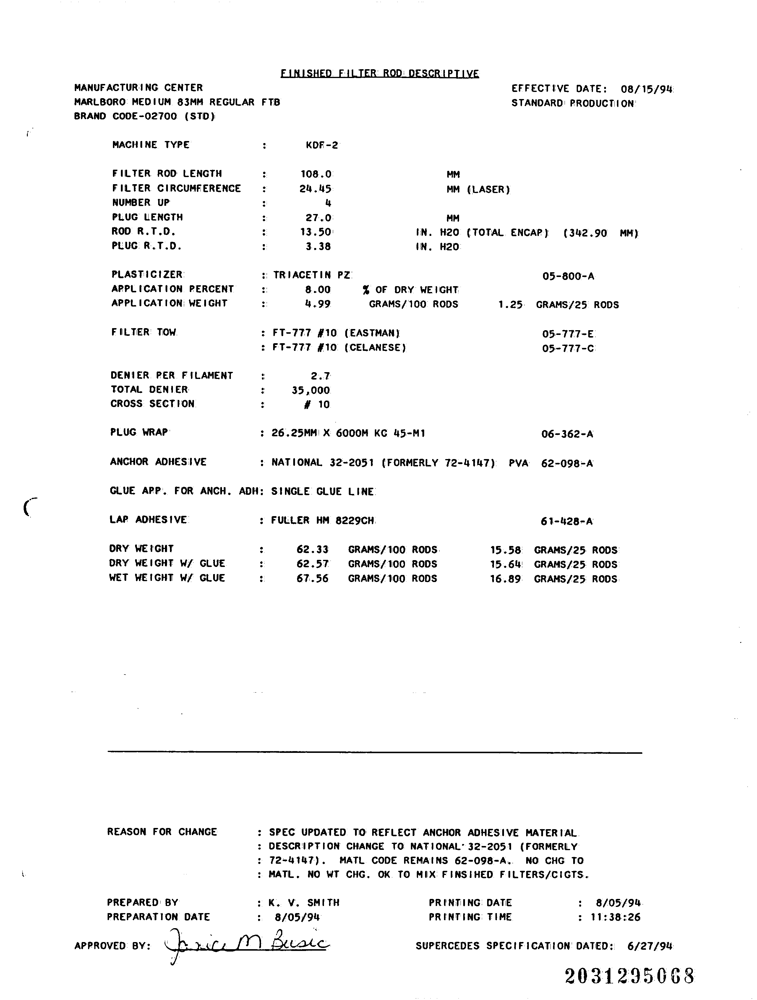 FINISHED FILTER ROD DESCRIPTIVE
MANUFACTURING CENTER EFFECTIVE DATE: 08/15/94
MARLBORO MEDIUM 83MM REGULAR FTB STANDARD PRODUCTION
BRAND CODE-02700 (STD)
MACHINE TYPE : KDF-2
FILTER ROD LENGTH : 108.0 MM
FILTER CIRCUMFERENCE : 24.45 MM (LASER)
NUMBER UP : 4
PLUG LENGTH : 27.0 MM
ROD R.T.D. : 13.50 IN. H20 (TOTAL ENCAP) (342.90 MM)
PLUG R.T.D. : 3.38 IN. H20
PLASTICIZER : TRIACETIN PZ 05-800-A
APPLICATION PERCENT : 8.00 % OF DRY WEIGHT
APPLICATION WEIGHT : 4.99 GRAMS/100 RODS 1.25 GRAMS/25 RODS
FILTER TOW : FT-777 #10 (EASTMAN) 05-777-E
: FT-777 #10 (CELANESE) 05-777-C
DENIER PER FILAMENT : 2.7
TOTAL DENIER : 35,000
CROSS SECTION : # 10
PLUG WRAP : 26.25MM X 6000M KC 45-M1 06-362-A
ANCHOR ADHESIVE : NATIONAL 32-2051 (FORMERLY 72-4147) PVA 62-098-A
GLUE APP. FOR ANCH. ADH: SINGLE GLUE LINE
LAP ADHESIVE : FULLER HM 8229CH 61-428-A
DRY WEIGHT : 62.33 GRAMS/100 RODS 15.58 GRAMS/25 RODS
DRY WEIGHT W/ GLUE : 62.57 GRAMS/100 RODS 15.64 GRAMS/25 RODS
WET WEIGHT W/ GLUE : 67.56 GRAMS/100 RODS 16.89 GRAMS/25 RODS
REASON FOR CHANGE : SPEC UPDATED TO REFLECT ANCHOR ADHESIVE MATERIAL
: DESCRIPTION CHANGE TO NATIONAL 32-2051 (FORMERLY
: 72-4147). MATL CODE REMAINS 62-098-A. NO CHG TO
: MATL. NO WT CHG. OK TO MIX FINSIHED FILTERS/CIGTS.
PREPARED BY : K. V. SMITH PRINTING DATE : 8/05/94
PREPARATION DATE : 8/05/94 PRINTING TIME : 11:38:26
APPROVED BY: Janice M Busic SUPERCEDES SPECIFICATION DATED: 6/27/94
2031295068